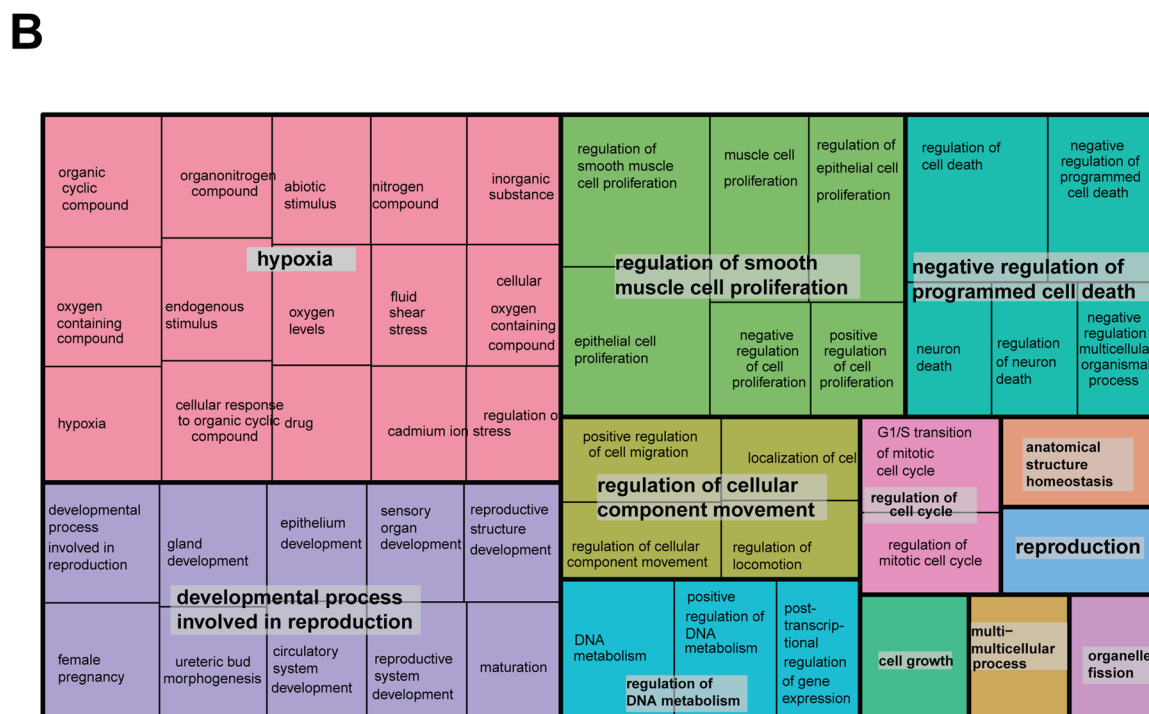 B
organic
cyclic
compound
organonitrogen
compound
abiotic
stimulus
nitrogen
compound
inorganic
substance
hypoxia
oxygen
containing
compound
endogenous
stimulus
oxygen
levels
fluid
shear
stress
cellular
oxygen
containing
compound
hypoxia
cellular response
to organic cyclic
compound
drug
cadmium ion stress
regulation o
regulation of
smooth muscle
cell proliferation
muscle cell
proliferation
regulation of
epithelial cell
proliferation
regulation of smooth
muscle cell proliferation
epithelial cell
proliferation
negative
regulation
of cell
proliferation
positive
regulation
of cell
proliferation
regulation of
cell death
negative
regulation of
programmed
cell death
negative regulation of
programmed cell death
neuron
death
regulation
of neuron
death
negative
regulation
multicellula
organisma
process
developmental
process
involved in
reproduction
gland
development
epithelium
development
sensory
organ
development
reproductive
structure
development
developmental process
involved in reproduction
female
pregnancy
ureteric bud
morphogenesis
circulatory
system
development
reproductive
system
development
maturation
positive regulation
of cell migration
localization of cel
regulation of cellular
component movement
regulation of cellular
component movement
regulation of
locomotion
G1/S transition
of mitotic
cell cycle
regulation of
cell cycle
regulation of
mitotic cell cycle
anatomical
structure
homeostasis
reproduction
DNA
metabolism
positive
regulation of
DNA
metabolism
post-
transcrip-
tional
regulation
of gene
expression
regulation of
DNA metabolism
cell growth
multi−
multicellular
process
organelle
fission